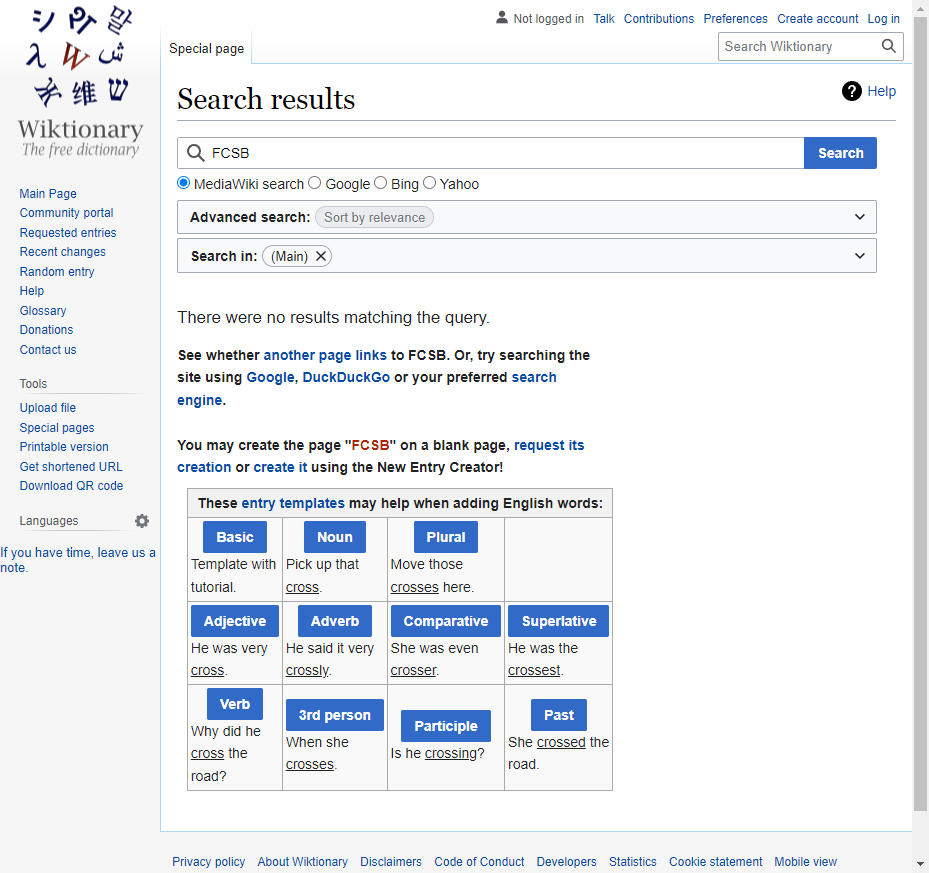 Not logged in Talk Contributions Preferences Create account Log in
Special page
Search Wiktionary
Wiktionary
The free dictionary
Main Page
Community portal
Requested entries
Recent changes
Random entry
Help
Glossary
Donations
Contact us
Tools
Upload file
Special pages
Printable version
Get shortened URL
Download QR code
Languages
If you have time, leave us a
note.
Search results
Help
FCSB
Search
MediaWiki search Google Bing Yahoo
Advanced search: Sort by relevance
Search in: (Main)
There were no results matching the query.
See whether another page links to FCSB. Or, try searching the
site using Google, DuckDuckGo or your preferred search
engine.
You may create the page "FCSB" on a blank page, request its
creation or create it using the New Entry Creator!
These entry templates may help when adding English words:
Basic
Template with
tutorial.
Noun
Pick up that
cross.
Plural
Move those
crosses here.
Adjective
He was very
cross.
Adverb
He said it very
crossly.
Comparative
She was even
crosser.
Superlative
He was the
crossest.
Verb
Why did he
cross the
road?
3rd person
When she
crosses.
Participle
Is he crossing?
Past
She crossed the
road.
Privacy policy About Wiktionary Disclaimers Code of Conduct Developers Statistics Cookie statement Mobile view